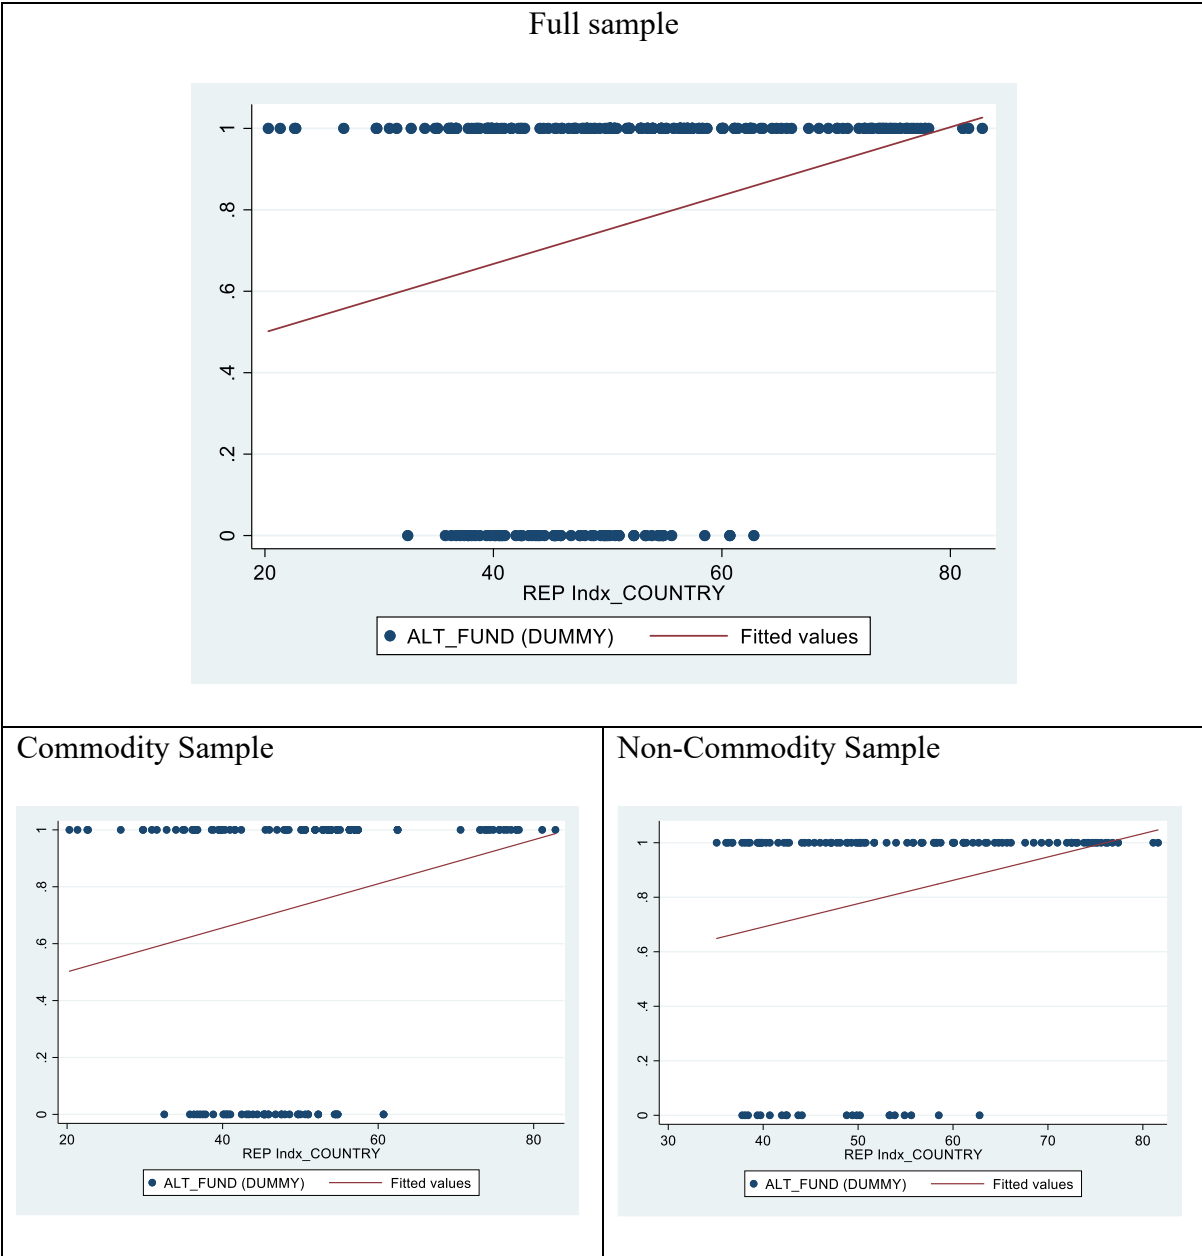 Full sample
1
.8
.6
.4
.2
0
20 40 60 80
REP Indx_COUNTRY
ALT_FUND (DUMMY) Fitted values
Commodity Sample
1
.8
.6
.4
.2
0
20 40 60 80
REP Indx_COUNTRY
ALT_FUND (DUMMY) Fitted values
Non-Commodity Sample
1
.8
.6
.4
.2
0
30 40 50 60 70 80
REP Indx_COUNTRY
ALT_FUND (DUMMY) Fitted values